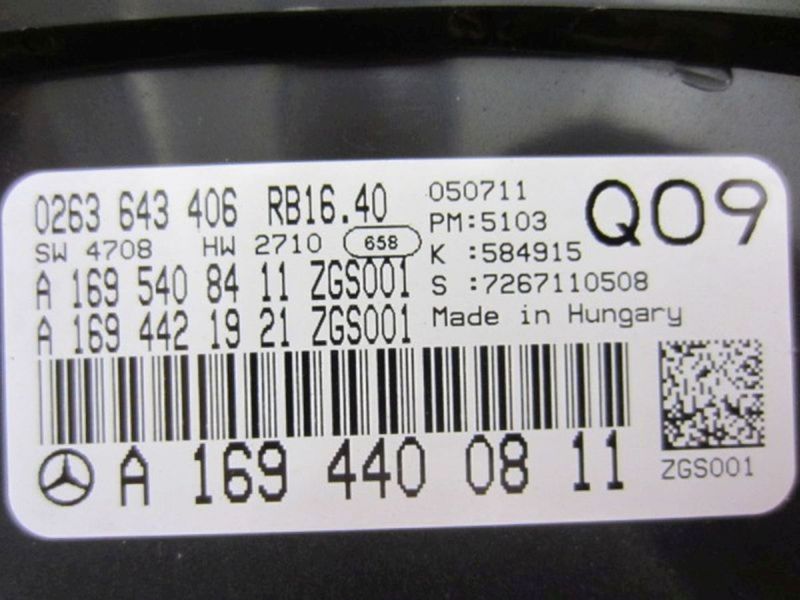 0263 643 406 RB16.40
SW 4708 HW 2710 658
A 169 540 84 11 ZGS001
A 169 442 19 21 ZGS001
050711
PM:5103
K :584915
S :7267110508
Made in Hungary
Q09
A 169 440 08 11
ZGS001